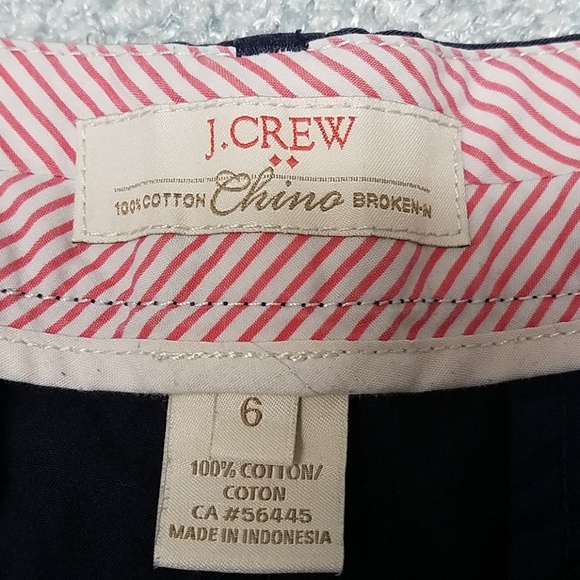 J.CREW
100% COTTON Chino BROKEN-IN
6
100% COTTON/
COTON
CA #56445
MADE IN INDONESIA